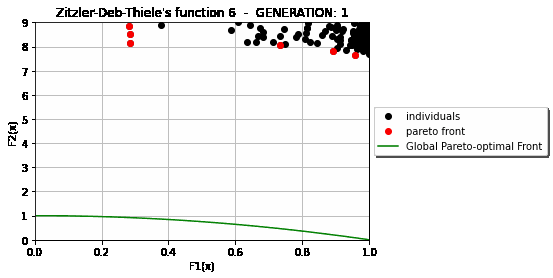 Zitzler-Deb-Thiele's function 6 - GENERATION: 1
9
8
7
6
5
4
3
2
1
0
F2(x)
0.0 0.2 0.4 0.6 0.8 1.0
F1(x)
individuals
pareto front
Global Pareto-optimal Front